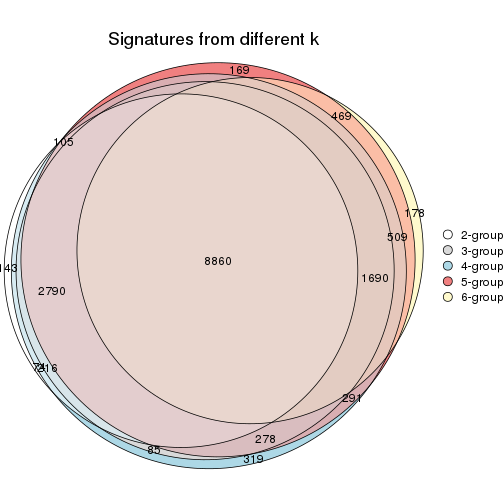 Signatures from different k
169
469
105
178
509
8860
143
1690
2790
216
291
278
85
319
2-group
3-group
4-group
5-group
6-group